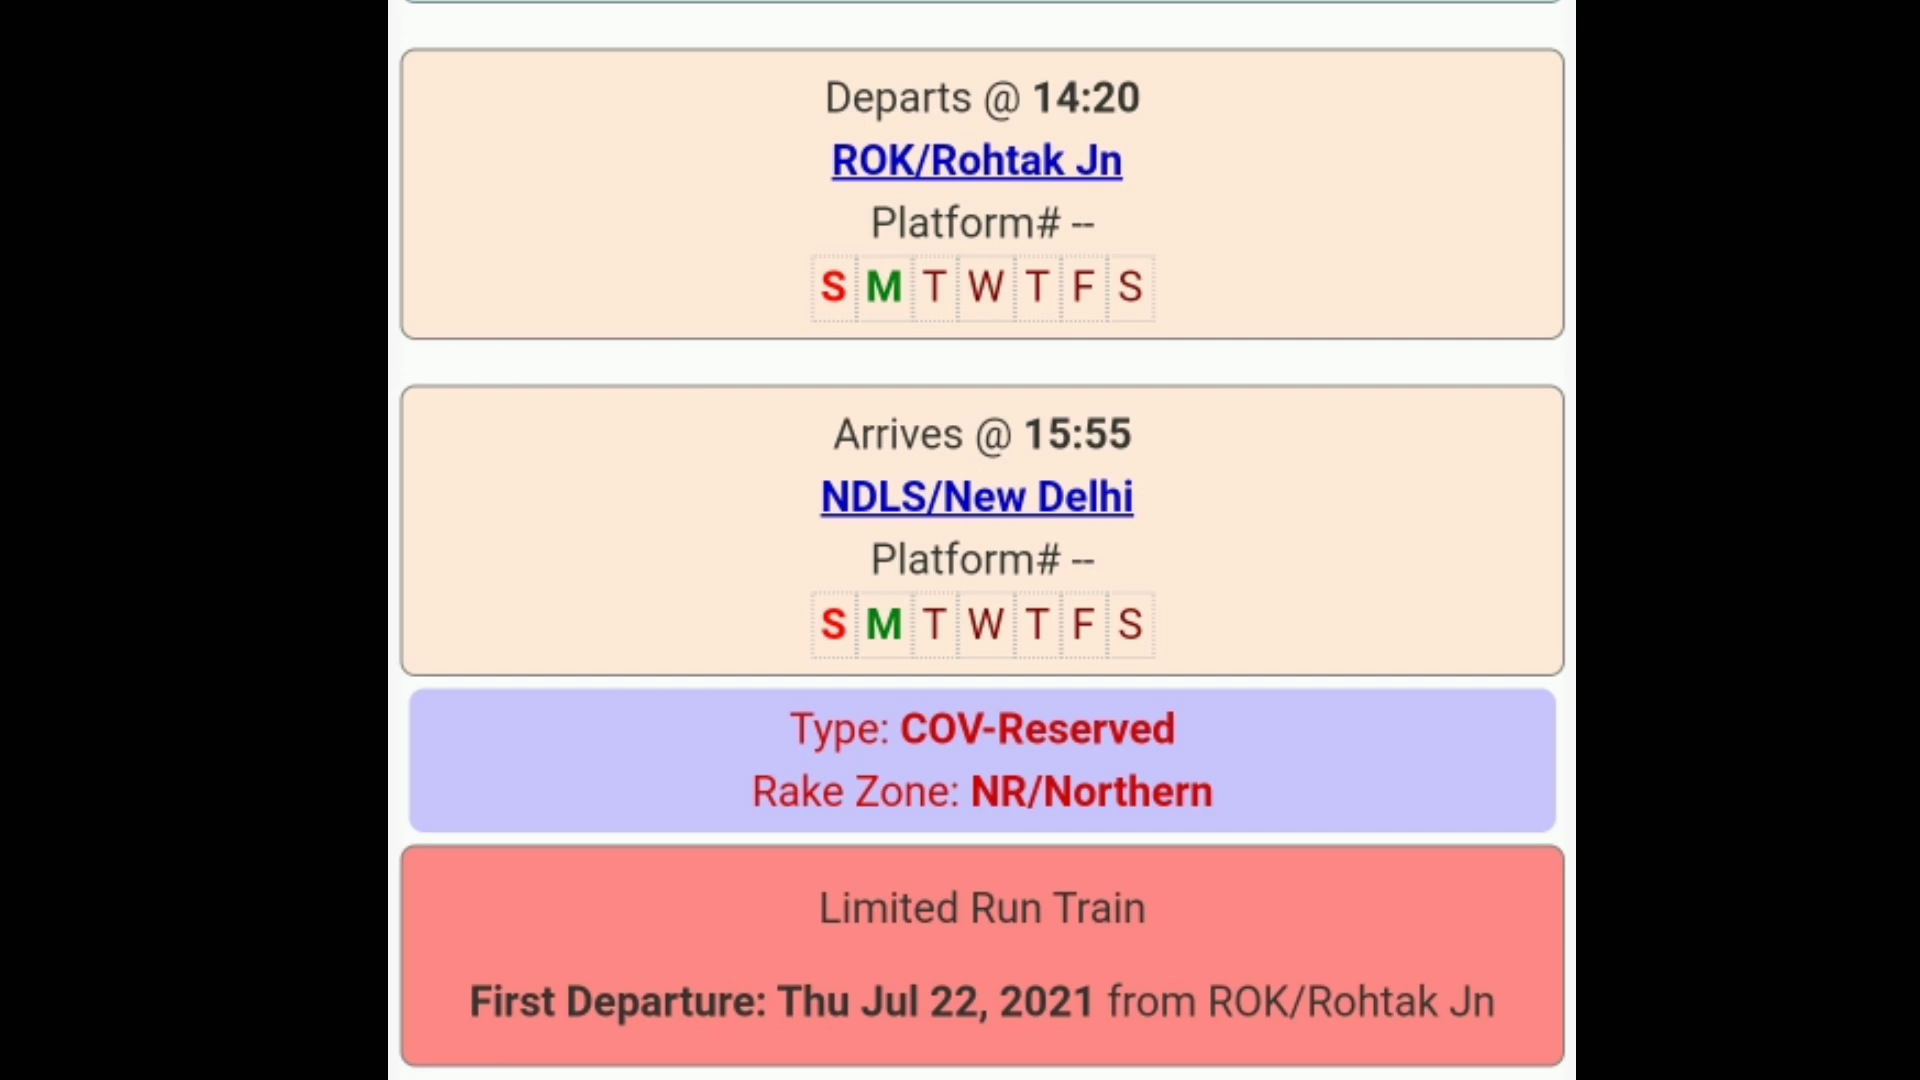 Departs @ 14:20
ROK/Rohtak Jn
Platform# --
S M T W T F S
Arrives @ 15:55
NDLS/New Delhi
Platform# --
S M T W T F S
Type: COV-Reserved
Rake Zone: NR/Northern
Limited Run Train
First Departure: Thu Jul 22, 2021 from ROK/Rohtak Jn